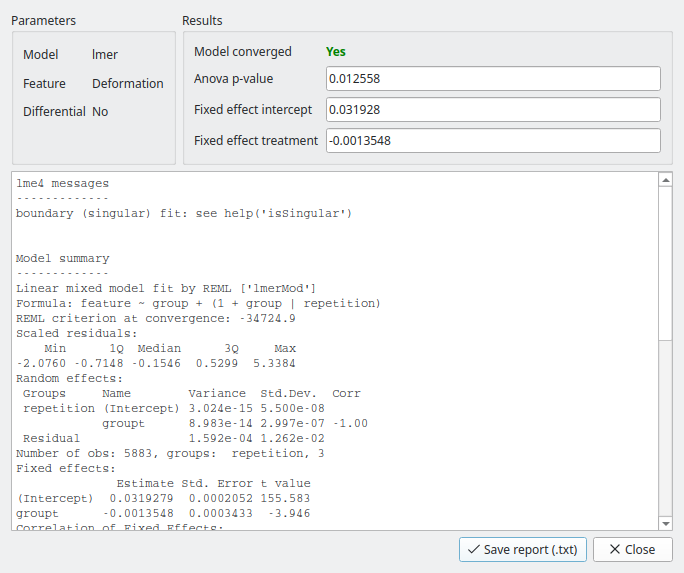 Parameters
Results
Model lmer
Feature Deformation
Differential No
Model converged Yes
Anova p-value 0.012558
Fixed effect intercept 0.031928
Fixed effect treatment -0.0013548
lme4 messages
-------------
boundary (singular) fit: see help('isSingular')
Model summary
-------------
Linear mixed model fit by REML ['lmerMod']
Formula: feature ~ group + (1 + group | repetition)
REML criterion at convergence: -34724.9
Scaled residuals:
Min 1Q Median 3Q Max
-2.0760 -0.7148 -0.1546 0.5299 5.3384
Random effects:
Groups Name Variance Std.Dev. Corr
repetition (Intercept) 3.024e-15 5.500e-08
groupt 8.983e-14 2.997e-07 -1.00
Residual 1.592e-04 1.262e-02
Number of obs: 5883, groups: repetition, 3
Fixed effects:
Estimate Std. Error t value
(Intercept) 0.0319279 0.0002052 155.583
groupt -0.0013548 0.0003433 -3.946
Correlation of Fixed Effects:
Save report (.txt)
Close